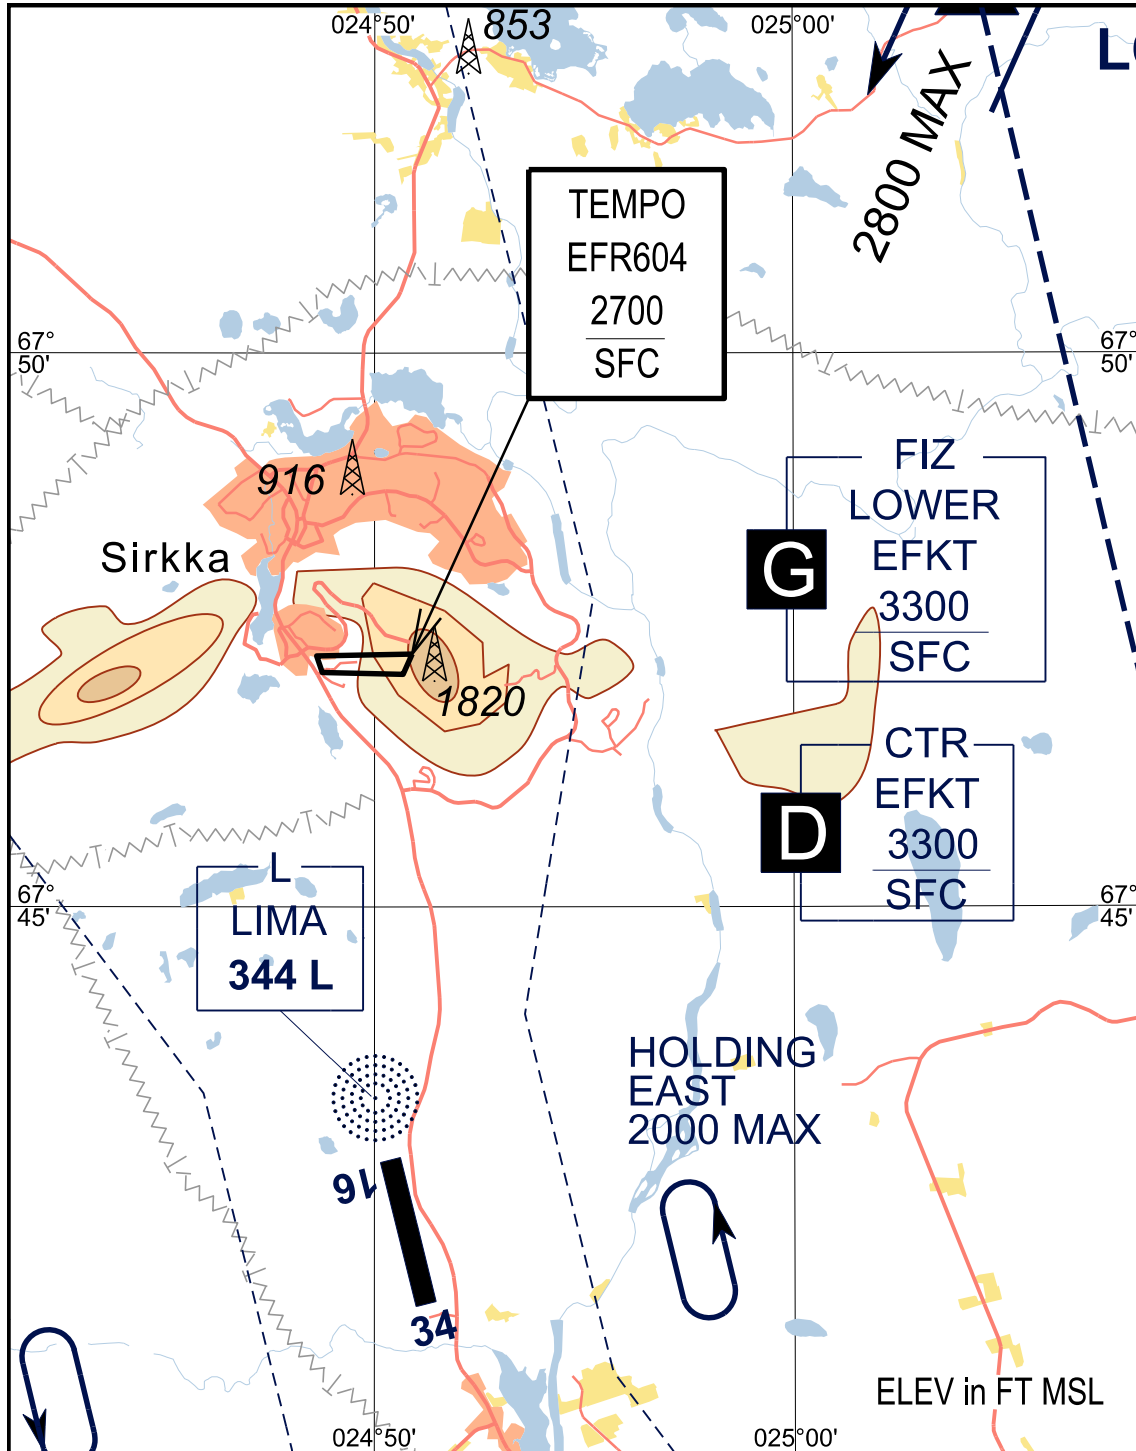 024°50'
025°00'
853
LO
2800 MAX
TEMPO
EFR604
2700
SFC
67°
50'
67°
50'
916
Sirkka
1820
FIZ
LOWER
EFKT
3300
SFC
G
CTR
EFKT
3300
SFC
D
67°
45'
67°
45'
L
LIMA
344 L
HOLDING
EAST
2000 MAX
16
34
ELEV in FT MSL
024°50'
025°00'